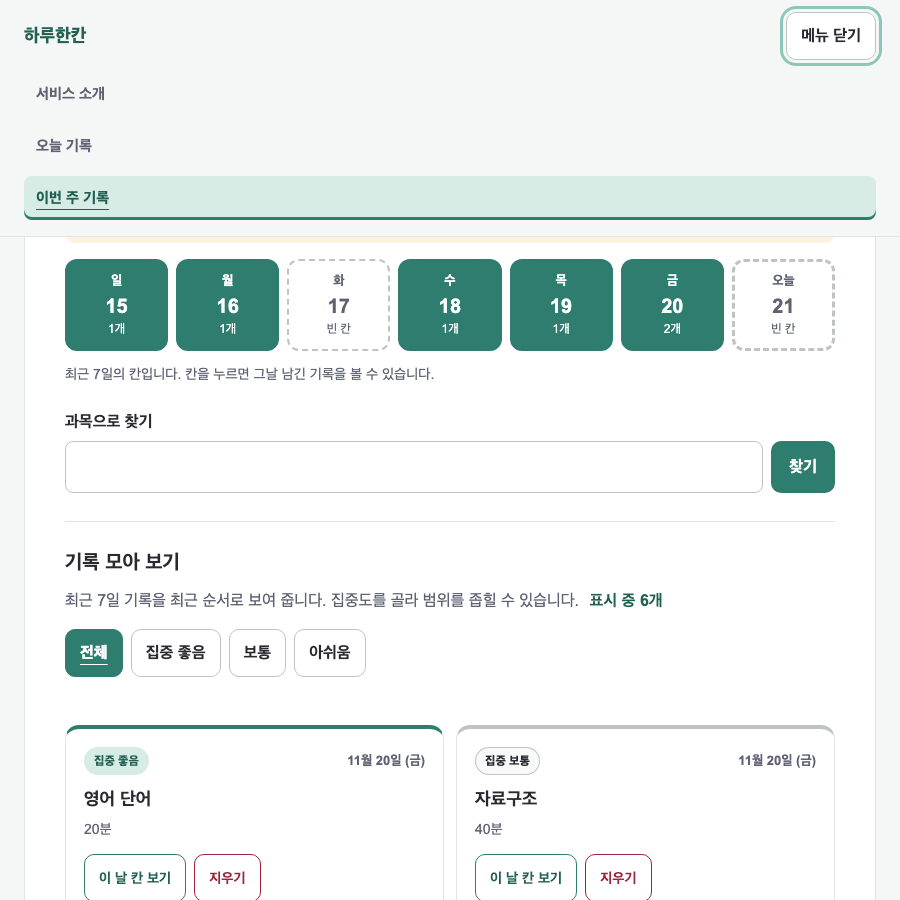 하루한칸
메뉴 닫기
서비스 소개
오늘 기록
이번 주 기록
일 월 화 수 목 금 오늘
15 16 17 18 19 20 21
1개 1개 빈 칸 1개 1개 2개 빈 칸
최근 7일의 칸입니다. 칸을 누르면 그날 남긴 기록을 볼 수 있습니다.
과목으로 찾기
찾기
기록 모아 보기
최근 7일 기록을 최근 순서로 보여 줍니다. 집중도를 골라 범위를 좁힐 수 있습니다. 표시 중 6개
전체 집중 좋음 보통 아쉬움
집중 좋음 11월 20일 (금)
영어 단어
20분
이 날 칸 보기 지우기
집중 보통 11월 20일 (금)
자료구조
40분
이 날 칸 보기 지우기